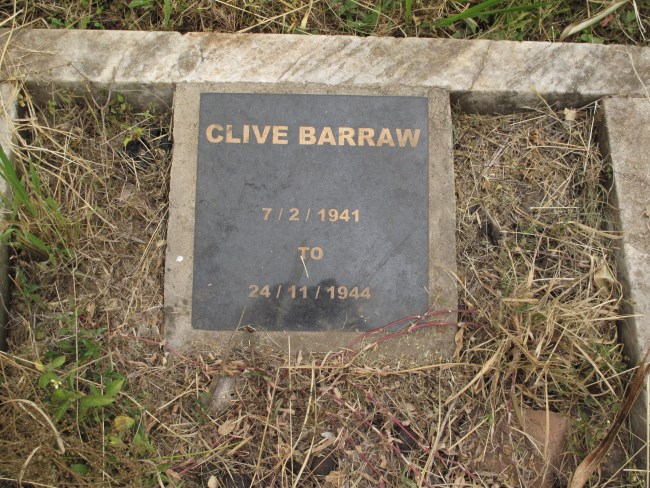 CLIVE BARRAW
7 / 2 / 1941
TO
24 / 11 / 1944